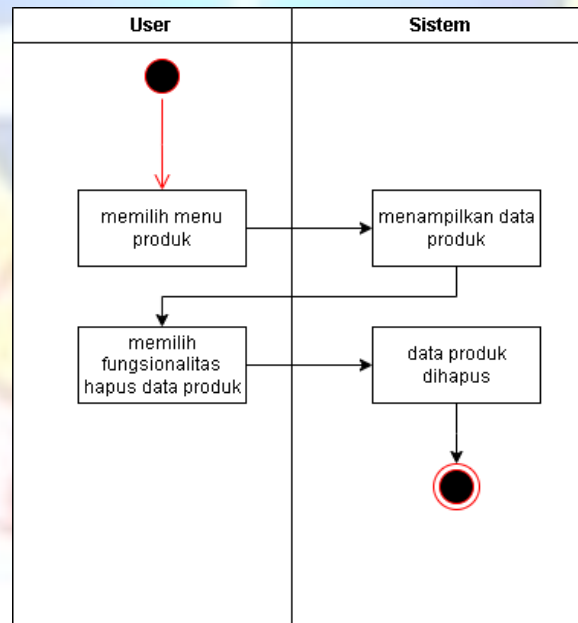 User
Sistem
memilih menu
produk
menampilkan data
produk
memilih
fungsionalitas
hapus data produk
data produk
dihapus